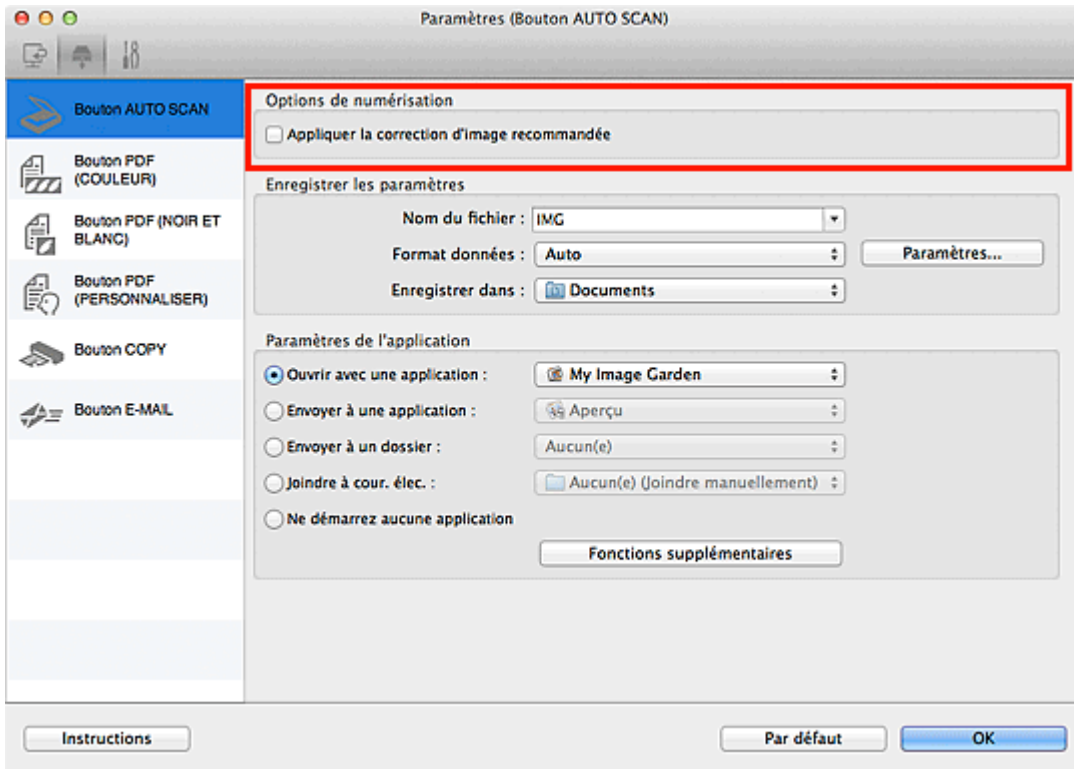 Paramètres (Bouton AUTO SCAN)
Bouton AUTO SCAN
Bouton PDF
(COULEUR)
Bouton PDF (NOIR ET
BLANC)
Bouton PDF
(PERSONNALISER)
Bouton COPY
Bouton E-MAIL
Options de numérisation
Appliquer la correction d'image recommandée
Enregistrer les paramètres
Nom du fichier : IMG
Format données : Auto Paramètres...
Enregistrer dans : Documents
Paramètres de l'application
Ouvrir avec une application : My Image Garden
Envoyer à une application : Aperçu
Envoyer à un dossier : Aucun(e)
Joindre à cour. élec. : Aucun(e) (Joindre manuellement)
Ne démarrez aucune application
Fonctions supplémentaires
Instructions Par défaut OK